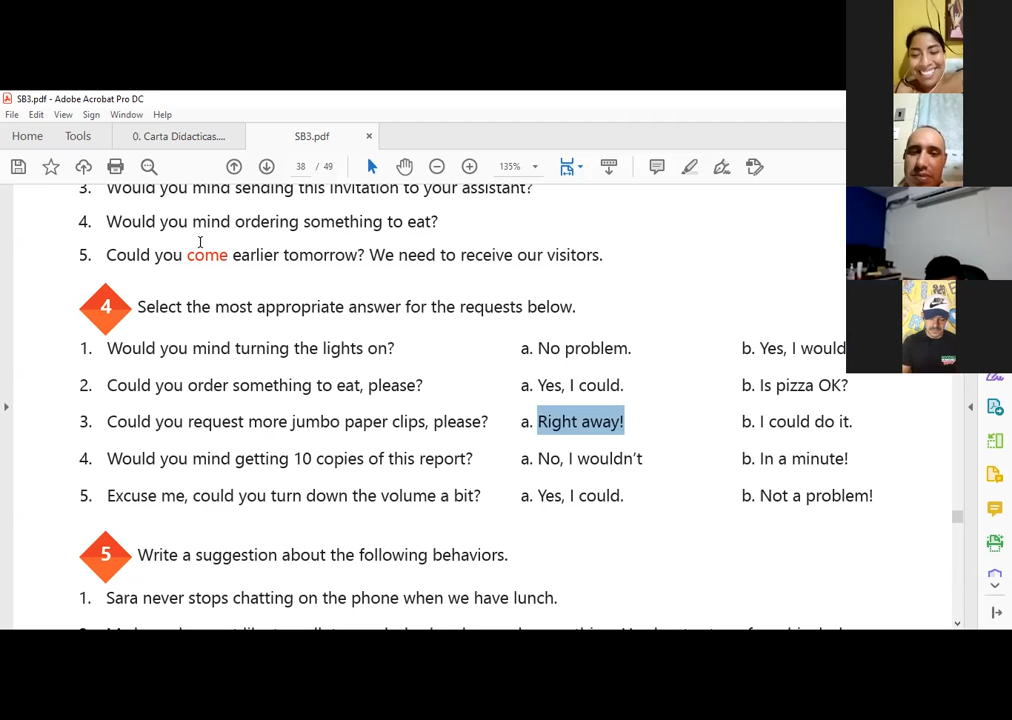 SB3.pdf - Adobe Acrobat Pro DC
File Edit View Sign Window Help
Home Tools 0. Carta Didacticas.... SB3.pdf ×
38 / 49 135%
3. Would you mind sending this invitation to your assistant?
4. Would you mind ordering something to eat?
5. Could you come earlier tomorrow? We need to receive our visitors.
4 Select the most appropriate answer for the requests below.
1. Would you mind turning the lights on? a. No problem. b. Yes, I would
2. Could you order something to eat, please? a. Yes, I could. b. Is pizza OK?
3. Could you request more jumbo paper clips, please? a. Right away! b. I could do it.
4. Would you mind getting 10 copies of this report? a. No, I wouldn't b. In a minute!
5. Excuse me, could you turn down the volume a bit? a. Yes, I could. b. Not a problem!
5 Write a suggestion about the following behaviors.
1. Sara never stops chatting on the phone when we have lunch.